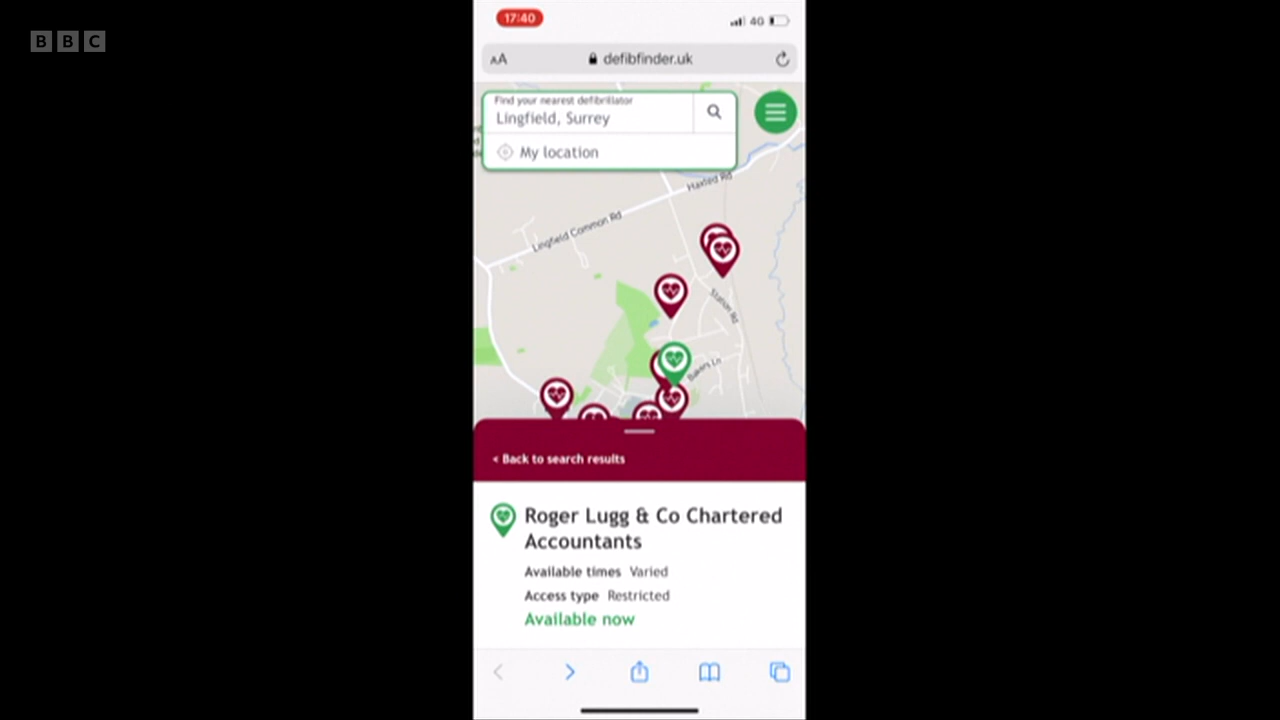 BBC
17:40
4G
AA
defibfinder.uk
Find your nearest defibrillator
Lingfield, Surrey
My location
Haxted Rd
Lingfield Common Rd
Station Rd
Bakers Ln
< Back to search results
Roger Lugg & Co Chartered
Accountants
Available times Varied
Access type Restricted
Available now